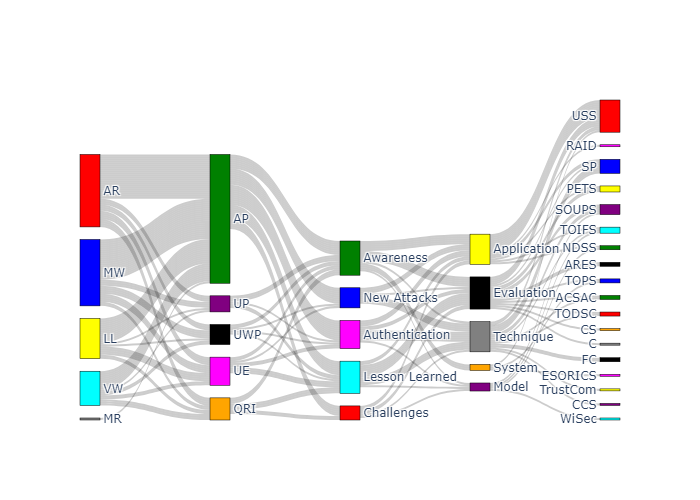 AR
MW
LL
VW
MR
AP
UP
UWP
UE
QRI
Awareness
New Attacks
Authentication
Lesson Learned
Challenges
Application
Evaluation
Technique
System
Model
USS
RAID
SP
PETS
SOUPS
TOIFS
NDSS
ARES
TOPS
ACSAC
TODSC
CS
C
FC
ESORICS
TrustCom
CCS
WiSec